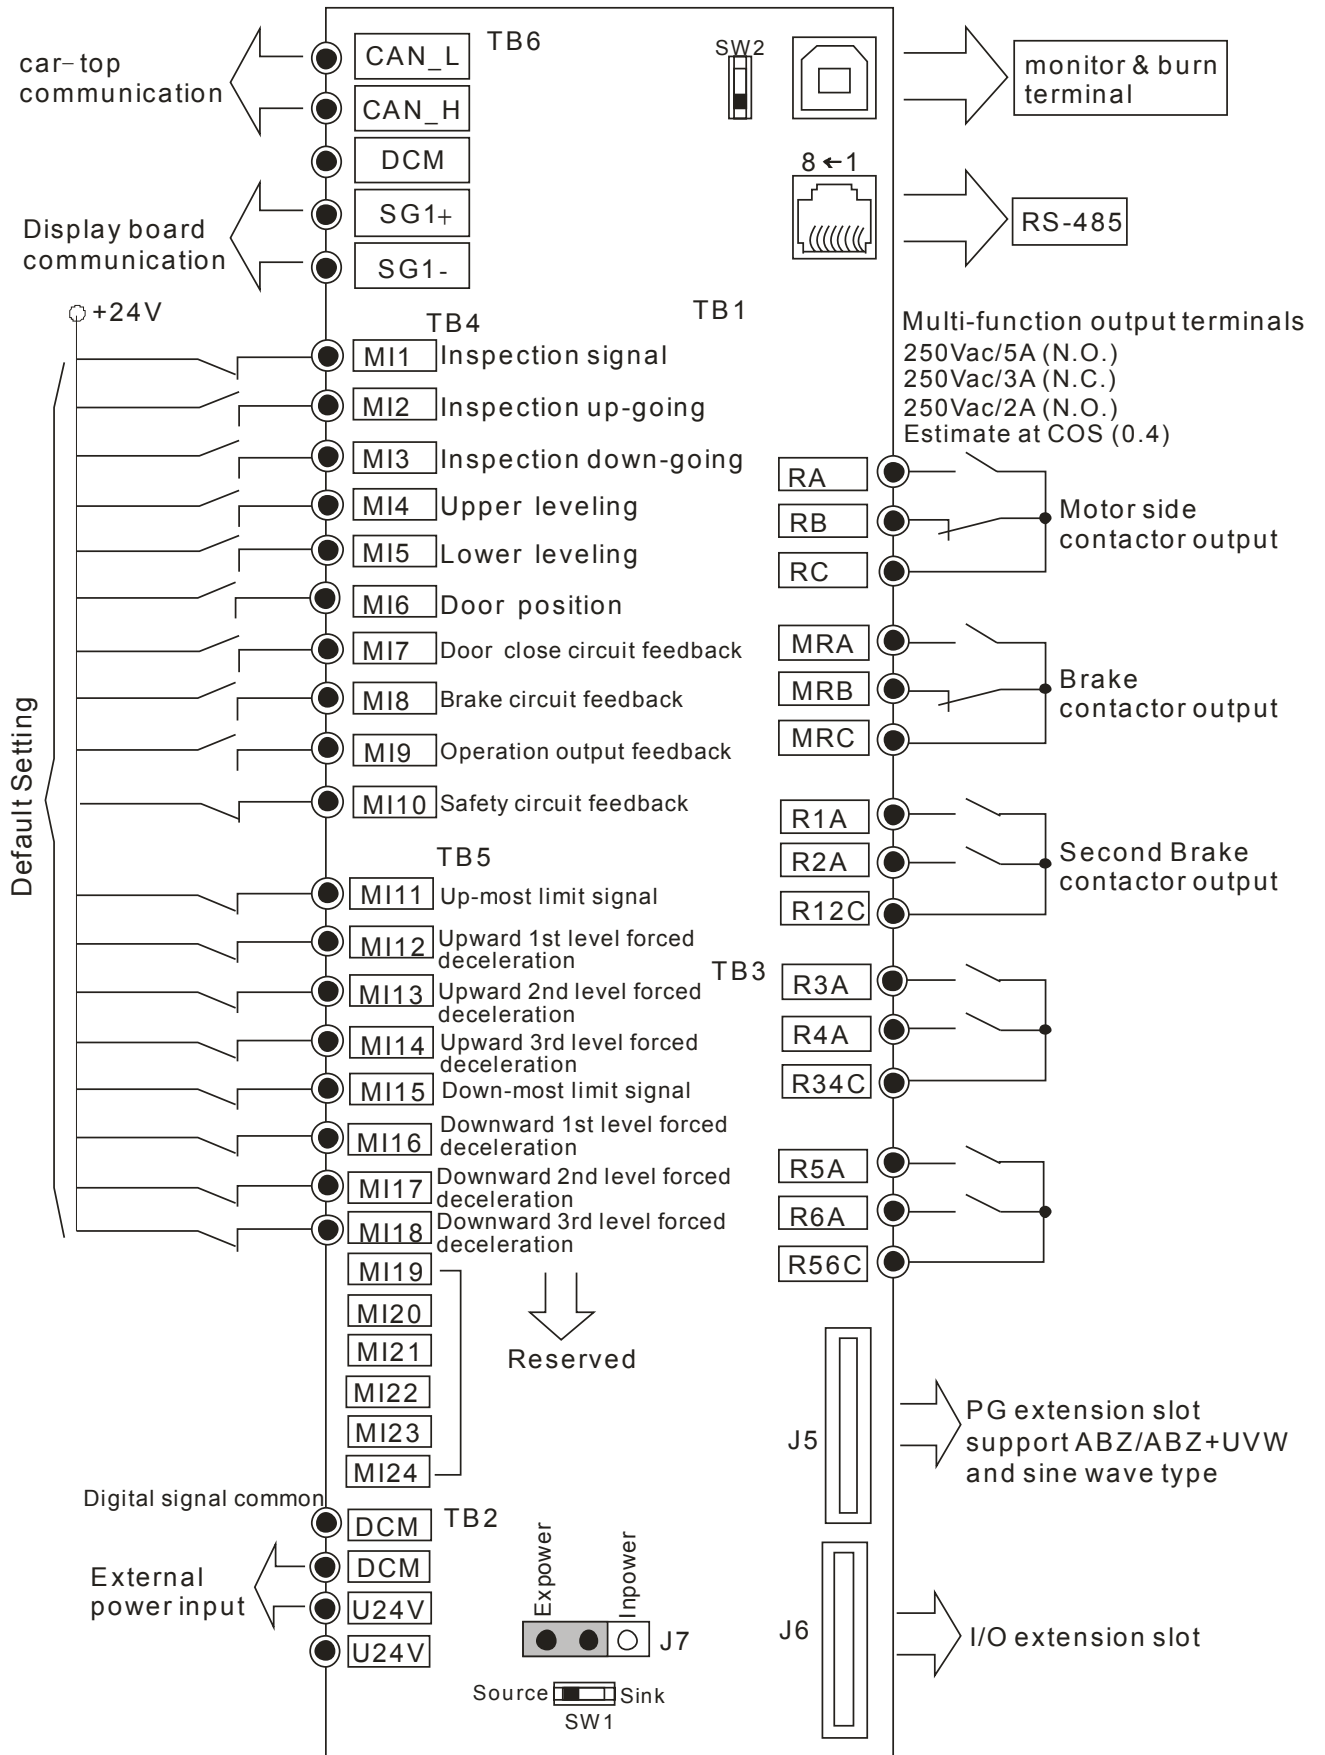 TB6
CAN_L
CAN_H
DCM
SG1+
SG1-
car-top
communication
Display board
communication
SW2
monitor & burn
terminal
8←1
RS-485
+24V
Default Setting
TB4
MI1 Inspection signal
MI2 Inspection up-going
MI3 Inspection down-going
MI4 Upper leveling
MI5 Lower leveling
MI6 Door position
MI7 Door close circuit feedback
MI8 Brake circuit feedback
MI9 Operation output feedback
MI10 Safety circuit feedback
TB5
MI11 Up-most limit signal
MI12 Upward 1st level forced
deceleration
MI13 Upward 2nd level forced
deceleration
MI14 Upward 3rd level forced
deceleration
MI15 Down-most limit signal
MI16 Downward 1st level forced
deceleration
MI17 Downward 2nd level forced
deceleration
MI18 Downward 3rd level forced
deceleration
MI19
MI20
MI21
MI22
MI23
MI24
Reserved
Digital signal common
DCM
TB2
DCM
U24V
U24V
External
power input
Expower
Inpower
J7
Source
Sink
SW1
TB1
Multi-function output terminals
250Vac/5A (N.O.)
250Vac/3A (N.C.)
250Vac/2A (N.O.)
Estimate at COS (0.4)
RA
RB
RC
Motor side
contactor output
MRA
MRB
MRC
Brake
contactor output
R1A
R2A
R12C
Second Brake
contactor output
TB3
R3A
R4A
R34C
R5A
R6A
R56C
J5
PG extension slot
support ABZ/ABZ+UVW
and sine wave type
J6
I/O extension slot